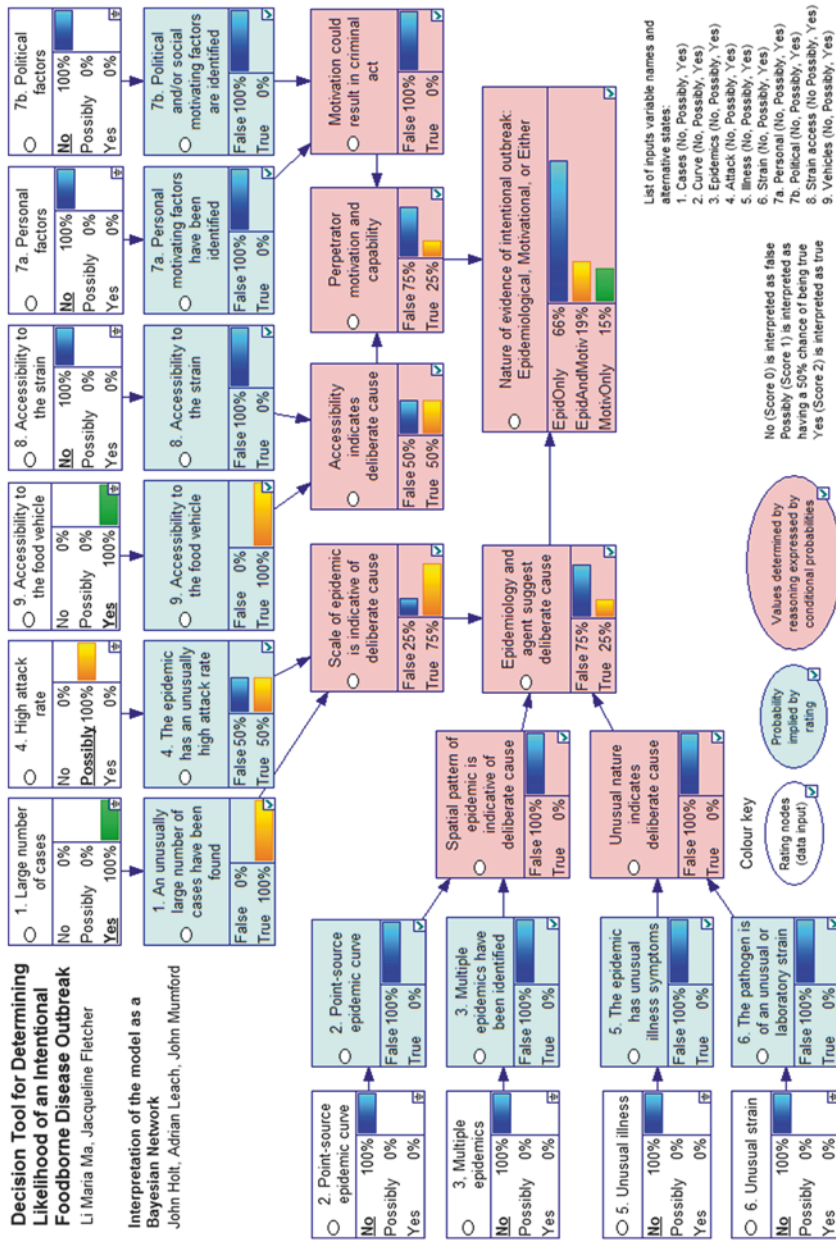 Decision Tool for Determining
Likelihood of an Intentional
Foodborne Disease Outbreak
Li Maria Ma, Jacqueline Fletcher
Interpretation of the model as a
Bayesian Network
John Holt, Adrian Leach, John Mumford
1. Large number
of cases
No 0%
Possibly 0%
Yes 100%
4. High attack
rate
No 0%
Possibly 100%
Yes 0%
9. Accessibility to
the food vehicle
No 0%
Possibly 0%
Yes 100%
8. Accessibility to
the strain
No 100%
Possibly 0%
Yes 0%
7a. Personal
factors
No 100%
Possibly 0%
Yes 0%
7b. Political
factors
No 100%
Possibly 0%
Yes 0%
1. An unusually
large number of
cases have been
found
False 0%
True 100%
4. The epidemic
has an unusually
high attack rate
False 50%
True 50%
9. Accessibility to
the food vehicle
False 0%
True 100%
8. Accessibility to
the strain
False 100%
True 0%
7a. Personal
motivating factors
have been
identified
False 100%
True 0%
7b. Political
and/or social
motivating factors
are identified
False 100%
True 0%
Scale of epidemic
is indicative of
deliberate cause
False 25%
True 75%
Accessibility
indicates
deliberate cause
False 50%
True 50%
Perpetrator
motivation and
capability
False 75%
True 25%
Motivation could
result in criminal
act
False 100%
True 0%
2. Point-source
epidemic curve
No 100%
Possibly 0%
Yes 0%
2. Point-source
epidemic curve
False 100%
True 0%
3. Multiple
epidemics
No 100%
Possibly 0%
Yes 0%
3. Multiple
epidemics have
been identified
False 100%
True 0%
Spatial pattern of
epidemic is
indicative of
deliberate cause
False 100%
True 0%
Epidemiology and
agent suggest
deliberate cause
False 75%
True 25%
Nature of evidence of intentional outbreak:
Epidemiological, Motivational, or Either
EpidOnly 66%
EpidAndMotiv 19%
MotivOnly 15%
5. Unusual illness
No 100%
Possibly 0%
Yes 0%
5. The epidemic
has unusual
illness symptoms
False 100%
True 0%
6. Unusual strain
No 100%
Possibly 0%
Yes 0%
6. The pathogen is
of an unusual or
laboratory strain
False 100%
True 0%
Unusual nature
indicates
deliberate cause
False 100%
True 0%
Colour key
Rating nodes
(data input)
Probability
implied by
rating
Values determined by
reasoning expressed by
conditional probabilities
No (Score 0) is interpreted as false
Possibly (Score 1) is interpreted as
having a 50% chance of being true
Yes (Score 2) is interpreted as true
List of inputs variable names and
alternative states:
1. Cases (No, Possibly, Yes)
2. Curve (No, Possibly, Yes)
3. Epidemics (No, Possibly, Yes)
4. Attack (No, Possibly, Yes)
5. Illness (No, Possibly, Yes)
6. Strain (No, Possibly, Yes)
7a. Personal (No, Possibly, Yes)
7b. Political (No, Possibly, Yes)
8. Strain access (No Possibly, Yes)
9. Vehicles (No, Possibly, Yes)